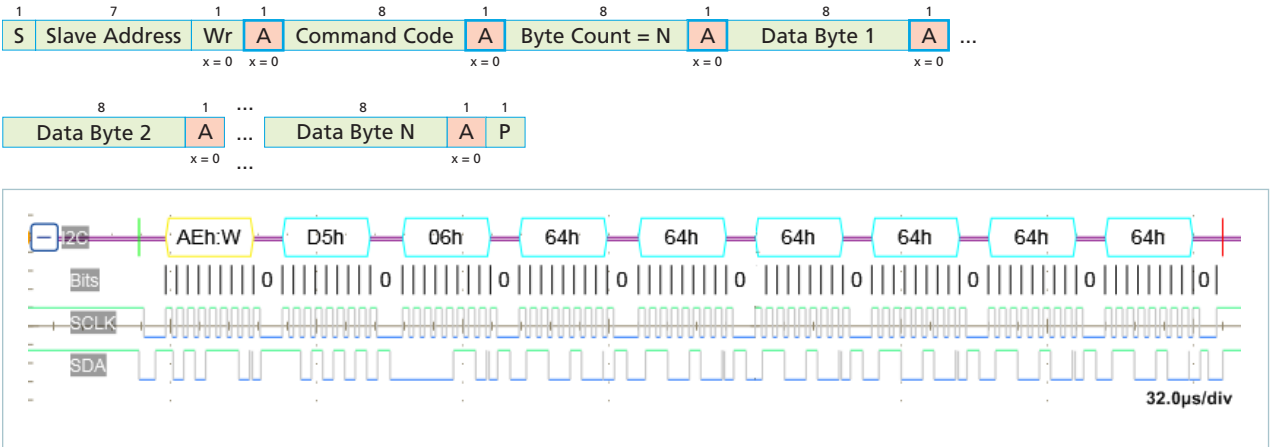 1 7 1 1 8 1 8 1 8 1
S Slave Address Wr A Command Code A Byte Count = N A Data Byte 1 A ...
x = 0 x = 0 x = 0 x = 0 x = 0
8 1 ... 8 1 1
Data Byte 2 A ... Data Byte N A P
x = 0 ... x = 0
I2C AEh:W D5h 06h 64h 64h 64h 64h 64h 64h
Bits 0 0 0 0 0 0 0 0 0
SCLK
SDA
32.0µs/div